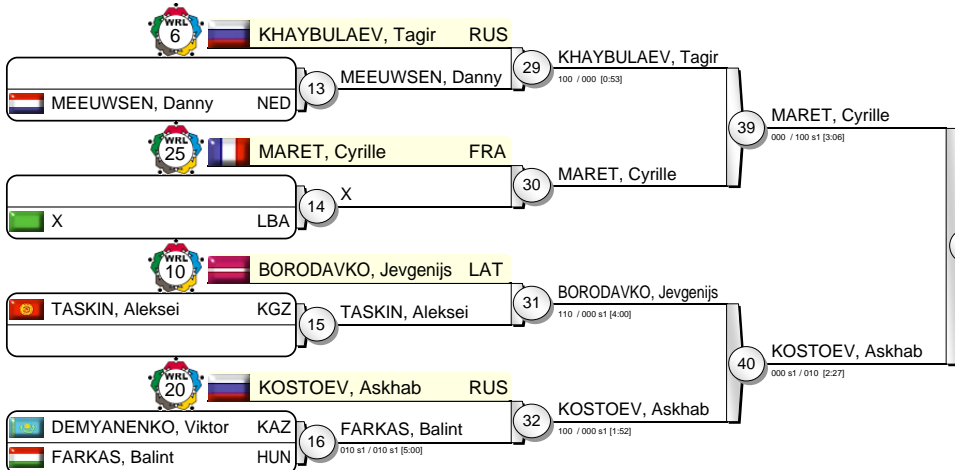 WRL 6 KHAYBULAEV, Tagir RUS
MEEUWSEN, Danny NED
13 MEEUWSEN, Danny
29 KHAYBULAEV, Tagir
100 / 000 [0:53]
WRL 25 MARET, Cyrille FRA
X LBA
14 X
30 MARET, Cyrille
39 MARET, Cyrille
000 / 100 s1 [3:06]
WRL 10 BORODAVKO, Jevgenijs LAT
TASKIN, Aleksei KGZ
15 TASKIN, Aleksei
31 BORODAVKO, Jevgenijs
110 / 000 s1 [4:00]
WRL 20 KOSTOEV, Askhab RUS
DEMYANENKO, Viktor KAZ
FARKAS, Balint HUN
16 FARKAS, Balint
010 s1 / 010 s1 [5:00]
32 KOSTOEV, Askhab
100 / 000 s1 [1:52]
40 KOSTOEV, Askhab
000 s1 / 010 [2:27]